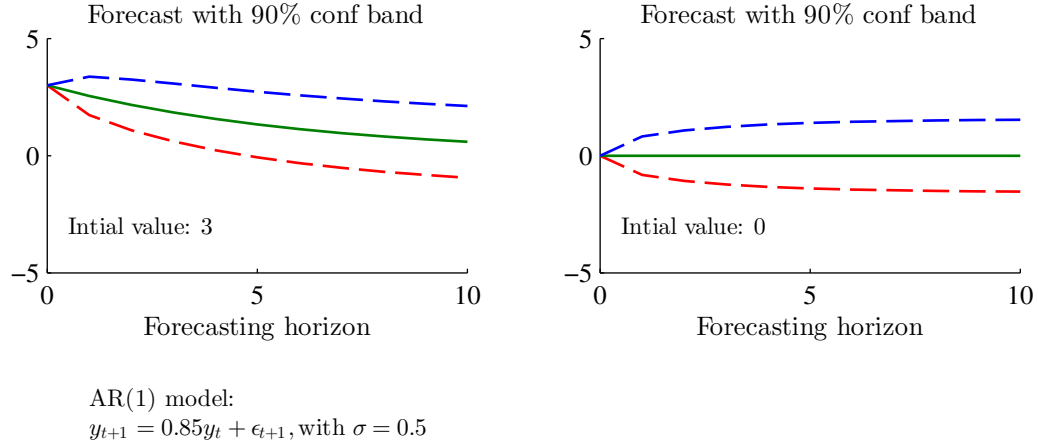 Forecast with 90% conf band
5
0
−5
Intial value: 3
0
5
10
Forecasting horizon
Forecast with 90% conf band
5
0
−5
Intial value: 0
0
5
10
Forecasting horizon
AR(1) model:
y_{t+1} = 0.85y_t + ϵ_{t+1}, with σ = 0.5